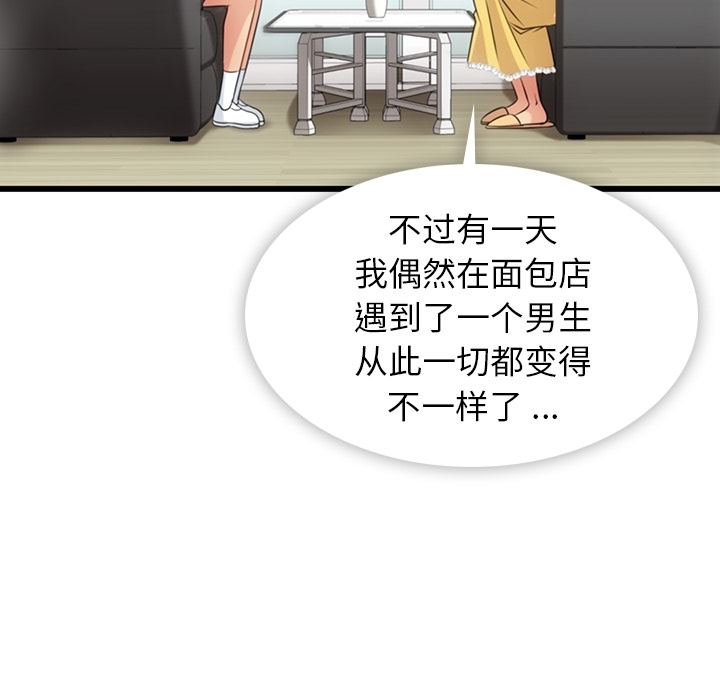 不过有一天
我偶然在面包店
遇到了一个男生
从此一切都变得
不一样了...